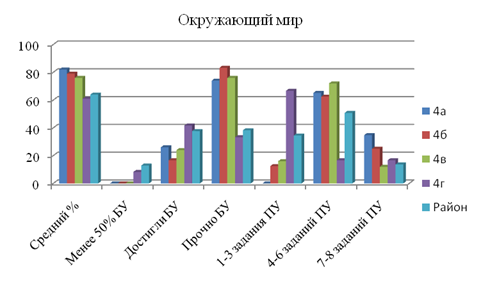 Окружающий мир
100
80
60
40
20
0
Средний %
Менее 50% БУ
Достигли БУ
Прочно БУ
1-3 задания ПУ
4-6 заданий ПУ
7-8 заданий ПУ
4а
4б
4в
4г
Район